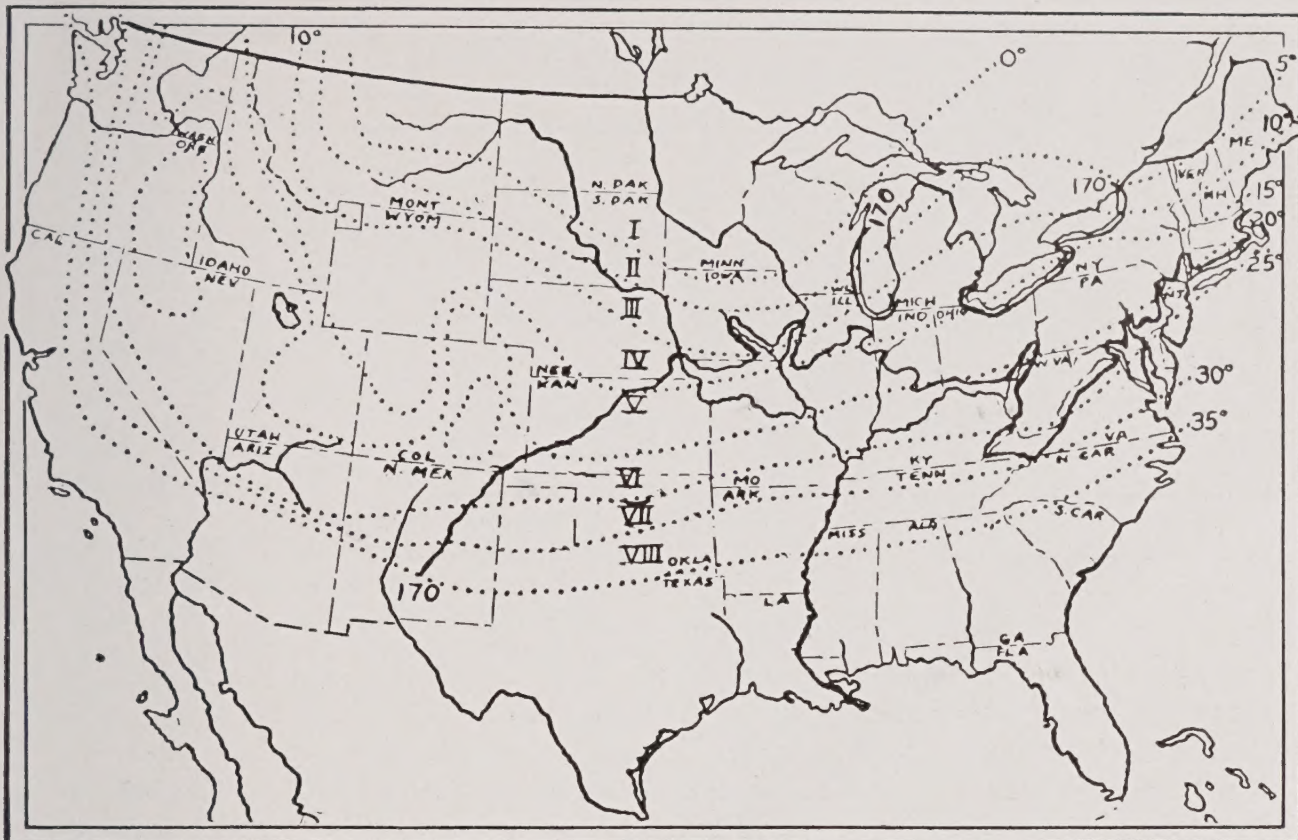 10°
0°
5°
10°
ME
15°
20°
25°
VER
N H
170
WASH
ORE
MONT
WYOM
N. DAK
S. DAK
170
I
II
III
IV
V
VI
VII
VIII
CAL
IDAHO
NEV
MINN
IOWA
ILL
MICH
IND OHIO
NY
PA
N J
NEB
KAN
W VA
30°
35°
UTAH
ARIZ
COL
N. MEX
MO
ARK
KY
TENN
VA
N CAR
S. CAR
MISS
ALA
OKLA
TEXAS
170
LA
GA
FLA